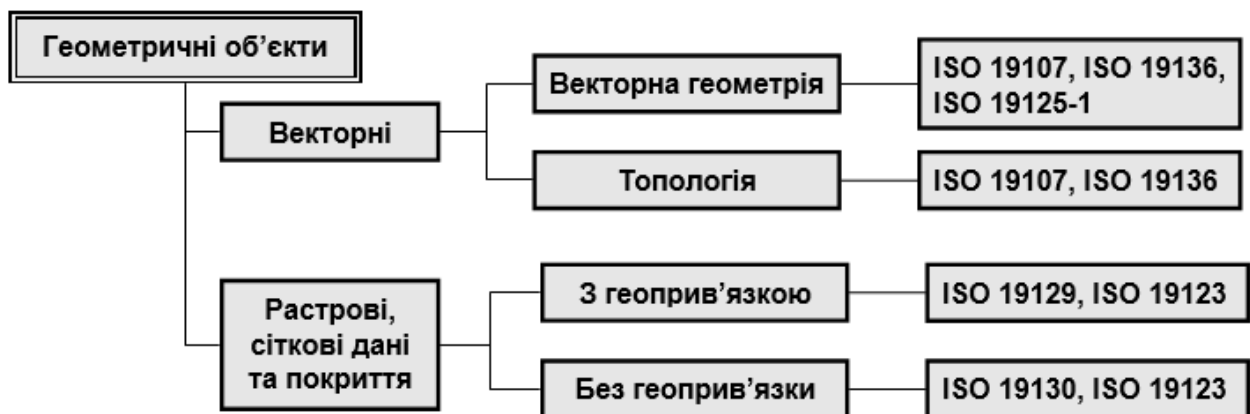 Геометричні об’єкти
Векторні
Векторна геометрія
ISO 19107, ISO 19136,
ISO 19125-1
Топологія
ISO 19107, ISO 19136
Растрові,
сіткові дані
та покриття
З геоприв’язкою
ISO 19129, ISO 19123
Без геоприв’язки
ISO 19130, ISO 19123